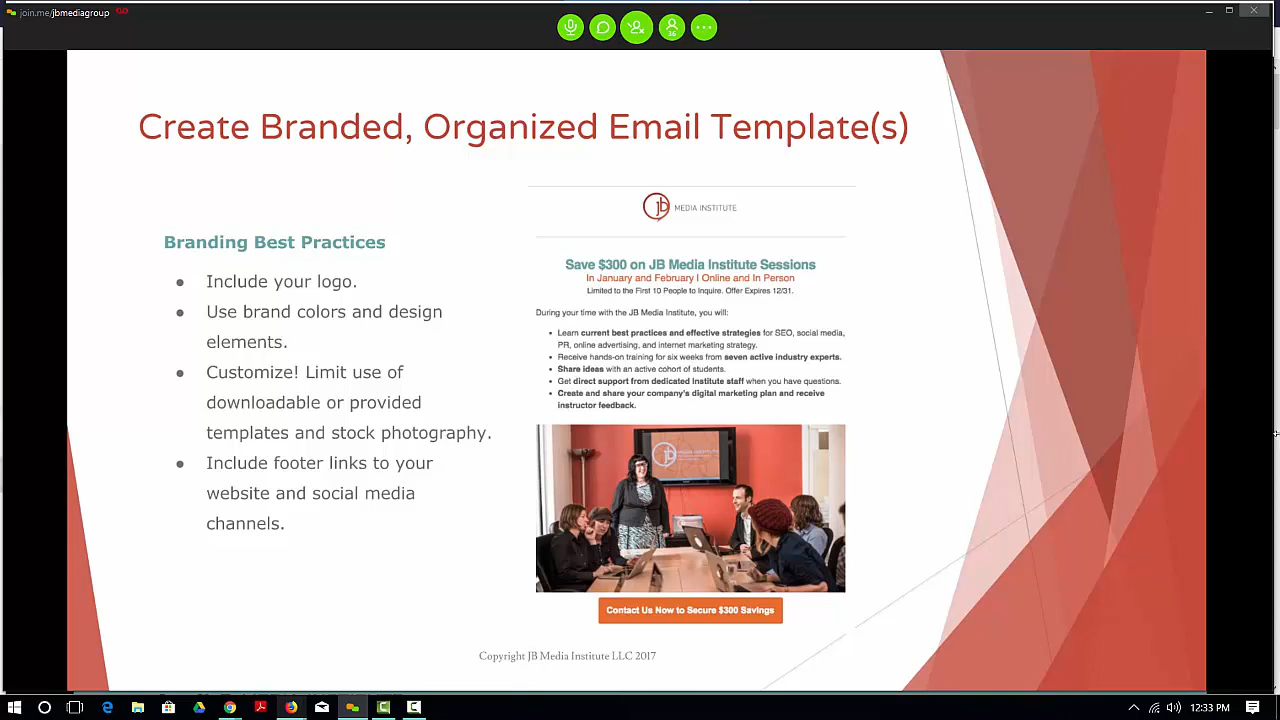 join.me/jbmediagroup
36
Create Branded, Organized Email Template(s)
Branding Best Practices
● Include your logo.
● Use brand colors and design
elements.
● Customize! Limit use of
downloadable or provided
templates and stock photography.
● Include footer links to your
website and social media
channels.
jb MEDIA INSTITUTE
Save $300 on JB Media Institute Sessions
In January and February | Online and In Person
Limited to the First 10 People to Inquire. Offer Expires 12/31.
During your time with the JB Media Institute, you will:
• Learn current best practices and effective strategies for SEO, social media,
PR, online advertising, and internet marketing strategy.
• Receive hands-on training for six weeks from seven active industry experts.
• Share ideas with an active cohort of students.
• Get direct support from dedicated Institute staff when you have questions.
• Create and share your company's digital marketing plan and receive
instructor feedback.
MEDIA INSTITUTE
Contact Us Now to Secure $300 Savings
Copyright JB Media Institute LLC 2017
12:33 PM